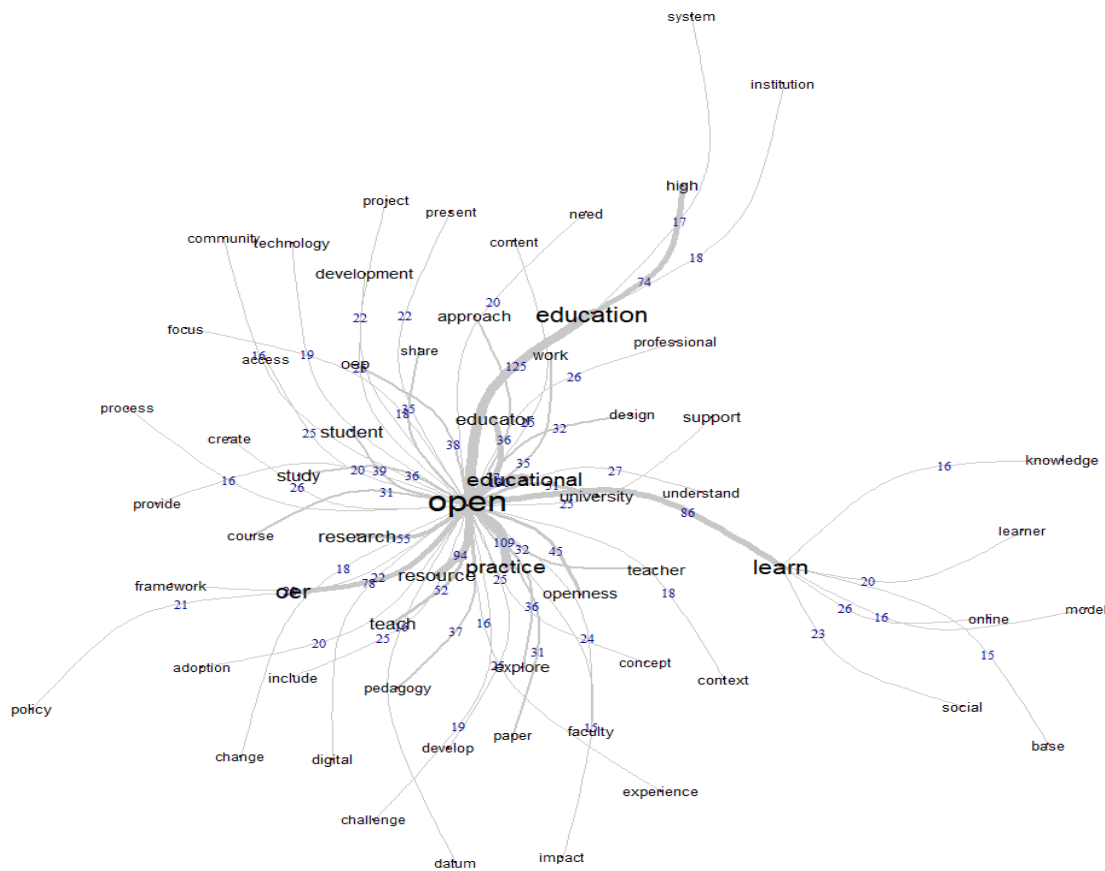 system
institution
high
17
18
74
project
present
need
community
technology
content
development
20
22
22
approach
education
focus
share
professional
16
access
19
oep
work
125
26
process
35
18
design
support
create
student
educator
36
32
25
38
35
study
20
39
36
27
knowledge
16
provide
16
26
31
educational
university
understand
open
25
86
course
learner
research
55
109
32
45
94
18
22
practice
teacher
learn
framework
78
resource
25
20
oer
52
openness
18
26
16
online
model
21
36
teach
37
16
24
23
adoption
20
25
15
include
explore
31
concept
context
pedagogy
policy
social
19
15
faculty
change
digital
develop
paper
base
experience
challenge
datum
impact